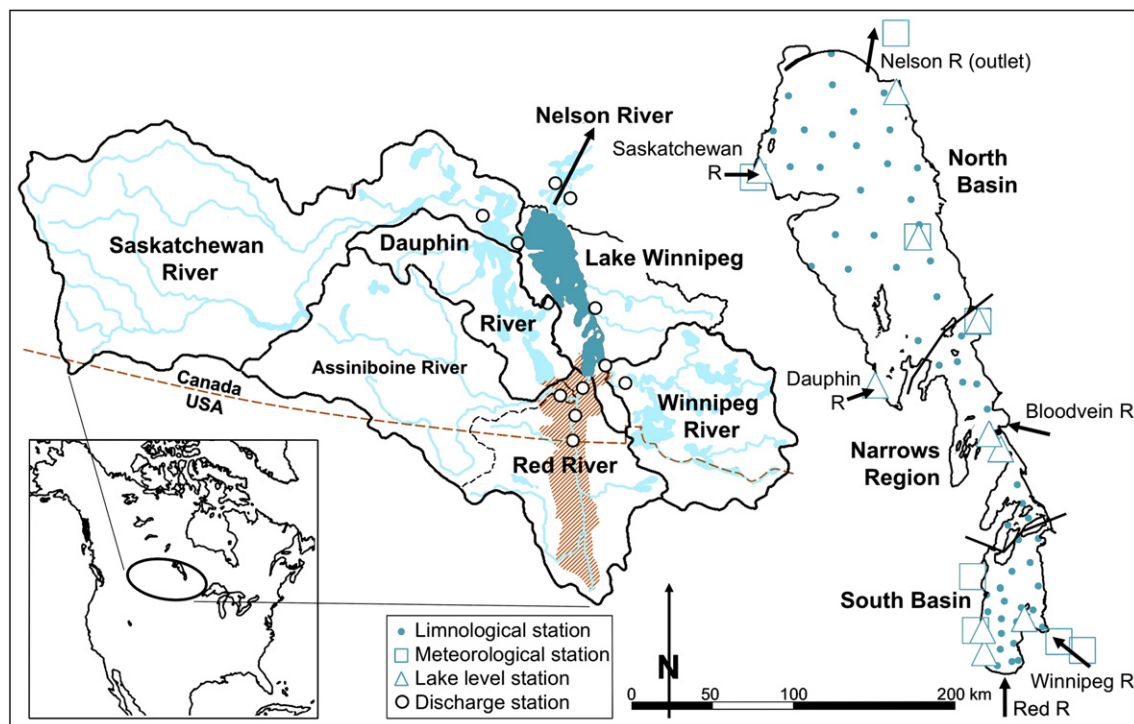 Nelson River
Saskatchewan
River
Dauphin
River
Lake Winnipeg
Assiniboine River
Canada
USA
Red River
Winnipeg
River
Nelson R (outlet)
Saskatchewan
R
North
Basin
Dauphin
R
Bloodvein R
Narrows
Region
South Basin
Winnipeg R
Red R
Limnological station
Meteorological station
Lake level station
Discharge station
N
0 50 100 200 km